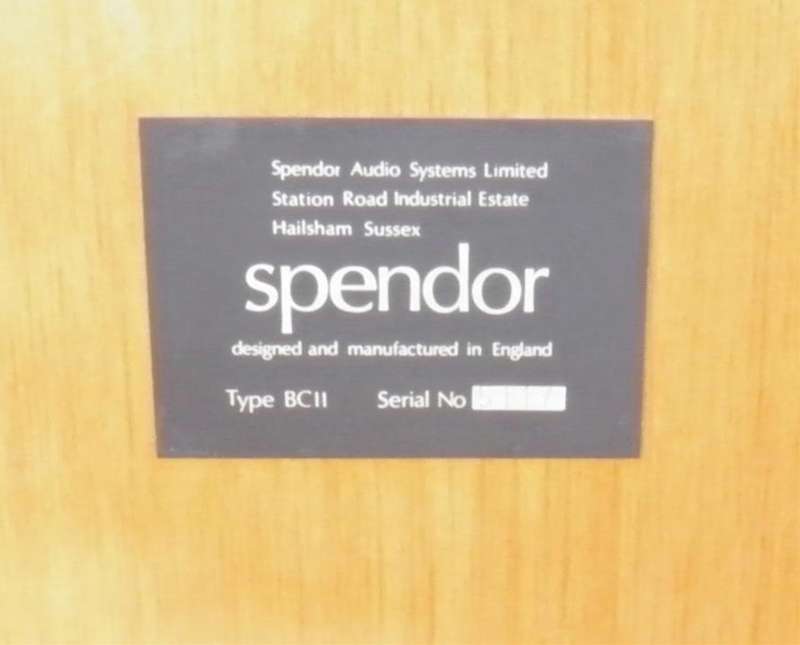 Spendor Audio Systems Limited
Station Road Industrial Estate
Hailsham Sussex
spendor
designed and manufactured in England
Type BC11 Serial No